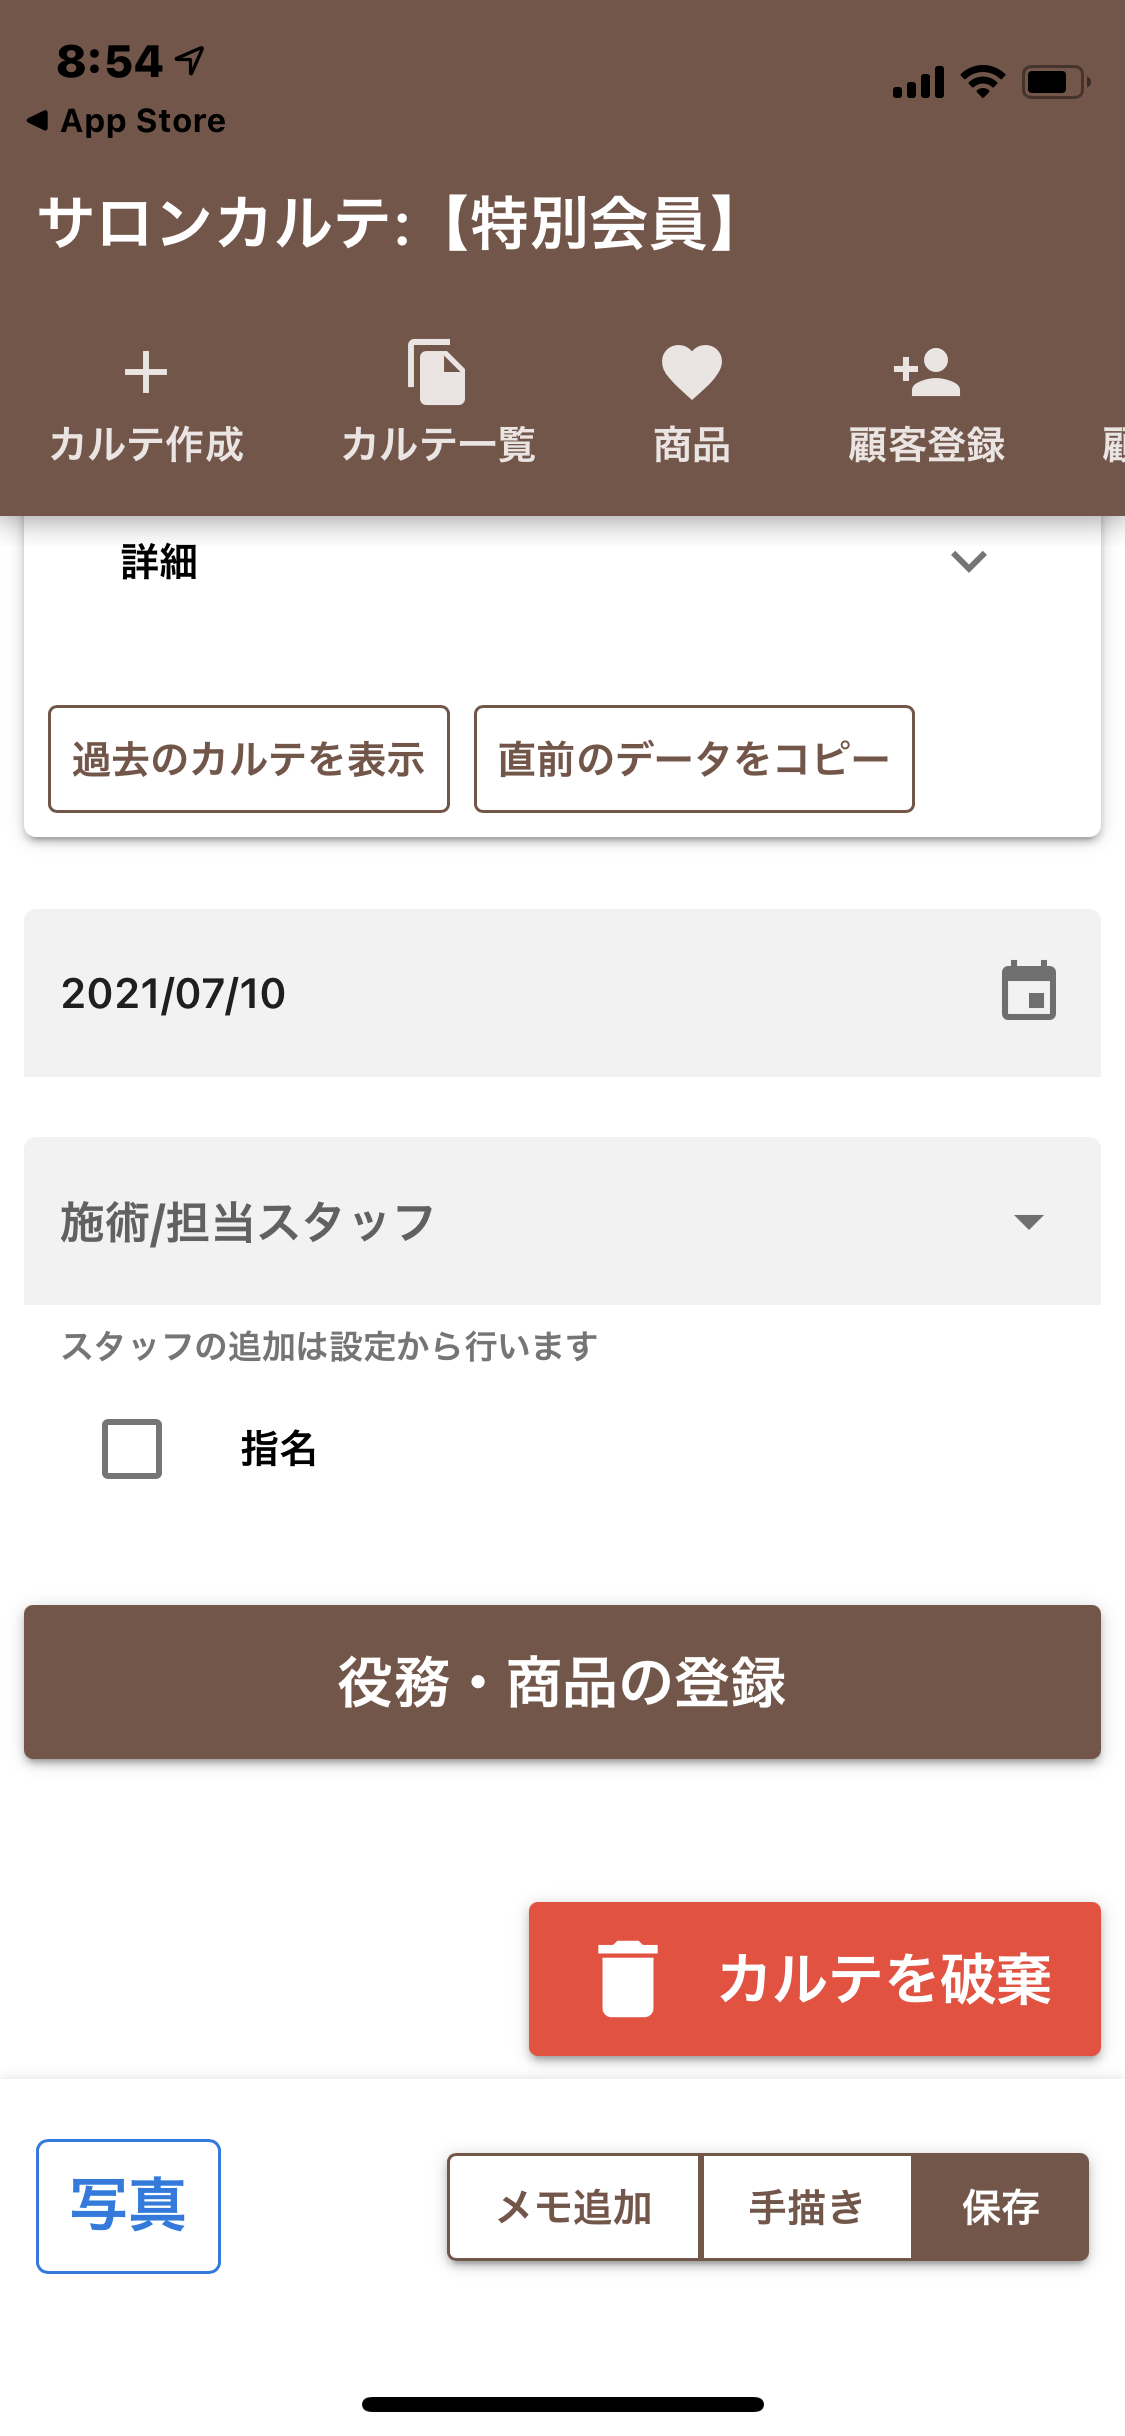 8:54
App Store
サロンカルテ:【特別会員】
カルテ作成
カルテ一覧
商品
顧客登録
詳細
過去のカルテを表示
直前のデータをコピー
2021/07/10
施術/担当スタッフ
スタッフの追加は設定から行います
指名
役務・商品の登録
カルテを破棄
写真
メモ追加
手描き
保存